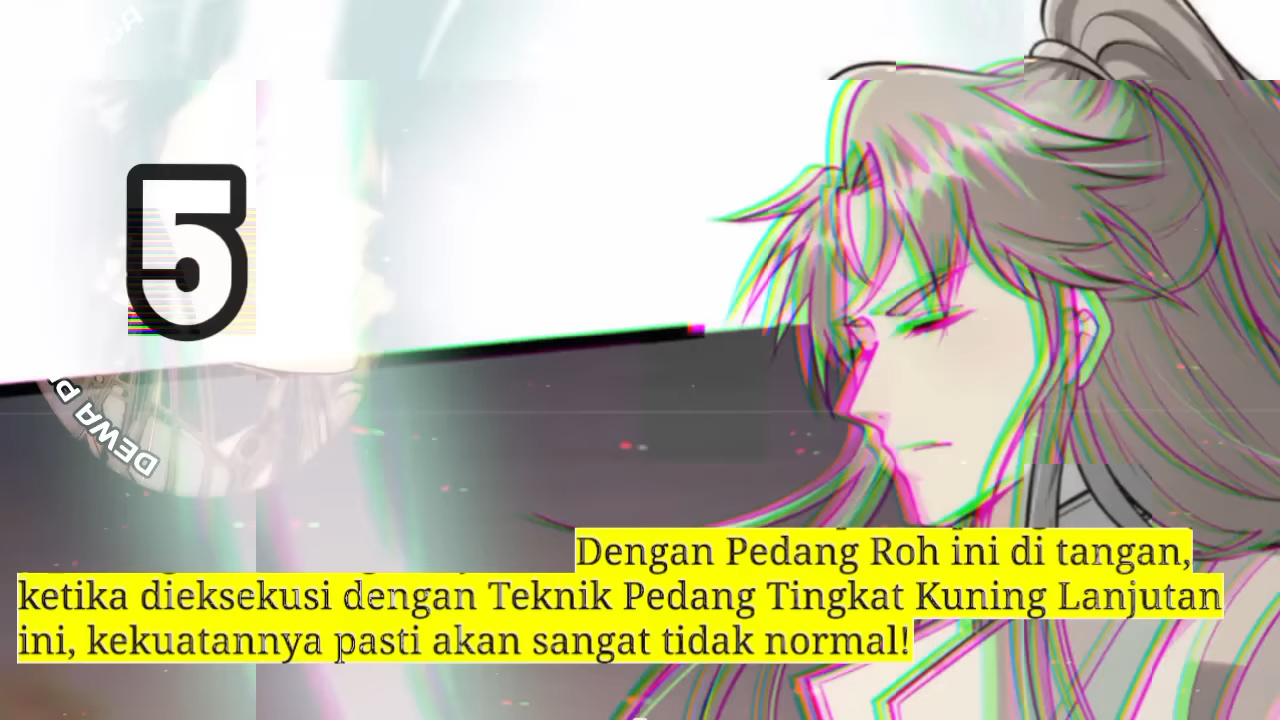 5
DEWA
Dengan Pedang Roh ini di tangan,
ketika dieksekusi dengan Teknik Pedang Tingkat Kuning Lanjutan
ini, kekuatannya pasti akan sangat tidak normal!